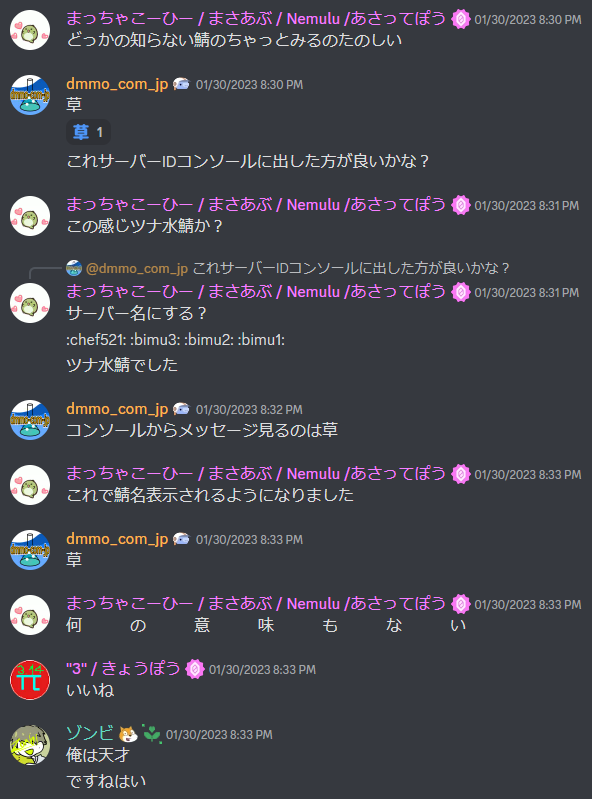 まっちゃこーひー / まさあぶ / Nemulu /あさってぽう 01/30/2023 8:30 PM
どっかの知らない鯖のちゃっとみるのたのしい
dmmo_com_jp 01/30/2023 8:30 PM
草
草 1
これサーバーIDコンソールに出した方が良いかな？
まっちゃこーひー / まさあぶ / Nemulu /あさってぽう 01/30/2023 8:31 PM
この感じツナ水鯖か？
@dmmo_com_jp これサーバーIDコンソールに出した方が良いかな？
まっちゃこーひー / まさあぶ / Nemulu /あさってぽう 01/30/2023 8:31 PM
サーバー名にする？
:chef521: :bimu3: :bimu2: :bimu1:
ツナ水鯖でした
dmmo_com_jp 01/30/2023 8:32 PM
コンソールからメッセージ見るのは草
まっちゃこーひー / まさあぶ / Nemulu /あさってぽう 01/30/2023 8:33 PM
これで鯖名表示されるようになりました
dmmo_com_jp 01/30/2023 8:33 PM
草
まっちゃこーひー / まさあぶ / Nemulu /あさってぽう 01/30/2023 8:33 PM
何　の　意　味　も　な　い
"3" / きょうぽう 01/30/2023 8:33 PM
いいね
ゾンビ 01/30/2023 8:33 PM
俺は天才
ですねはい